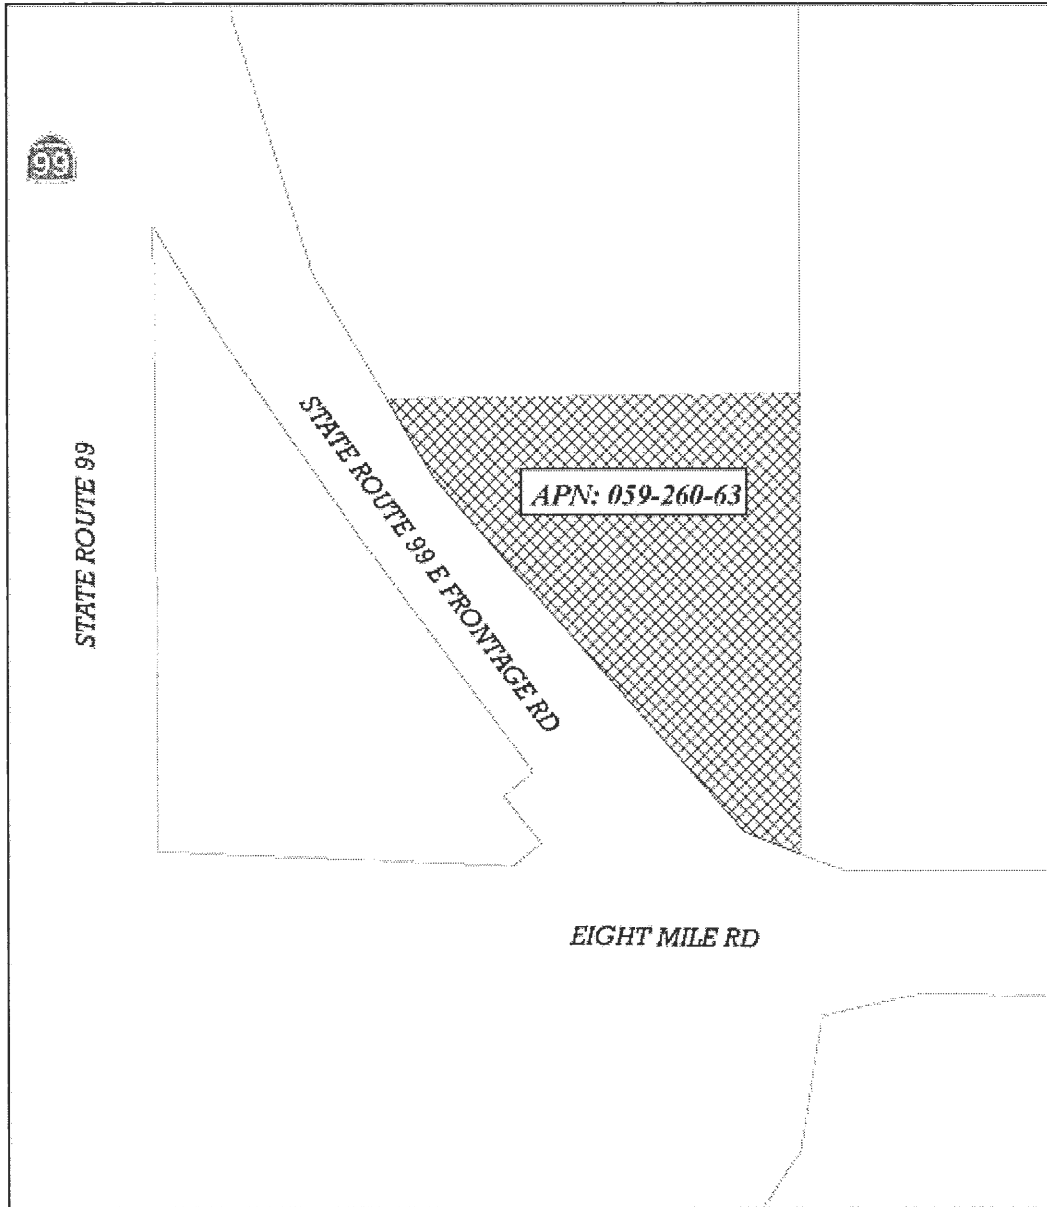 99
STATE ROUTE 99
STATE ROUTE 99 E FRONTAGE RD
APN: 059-260-63
EIGHT MILE RD